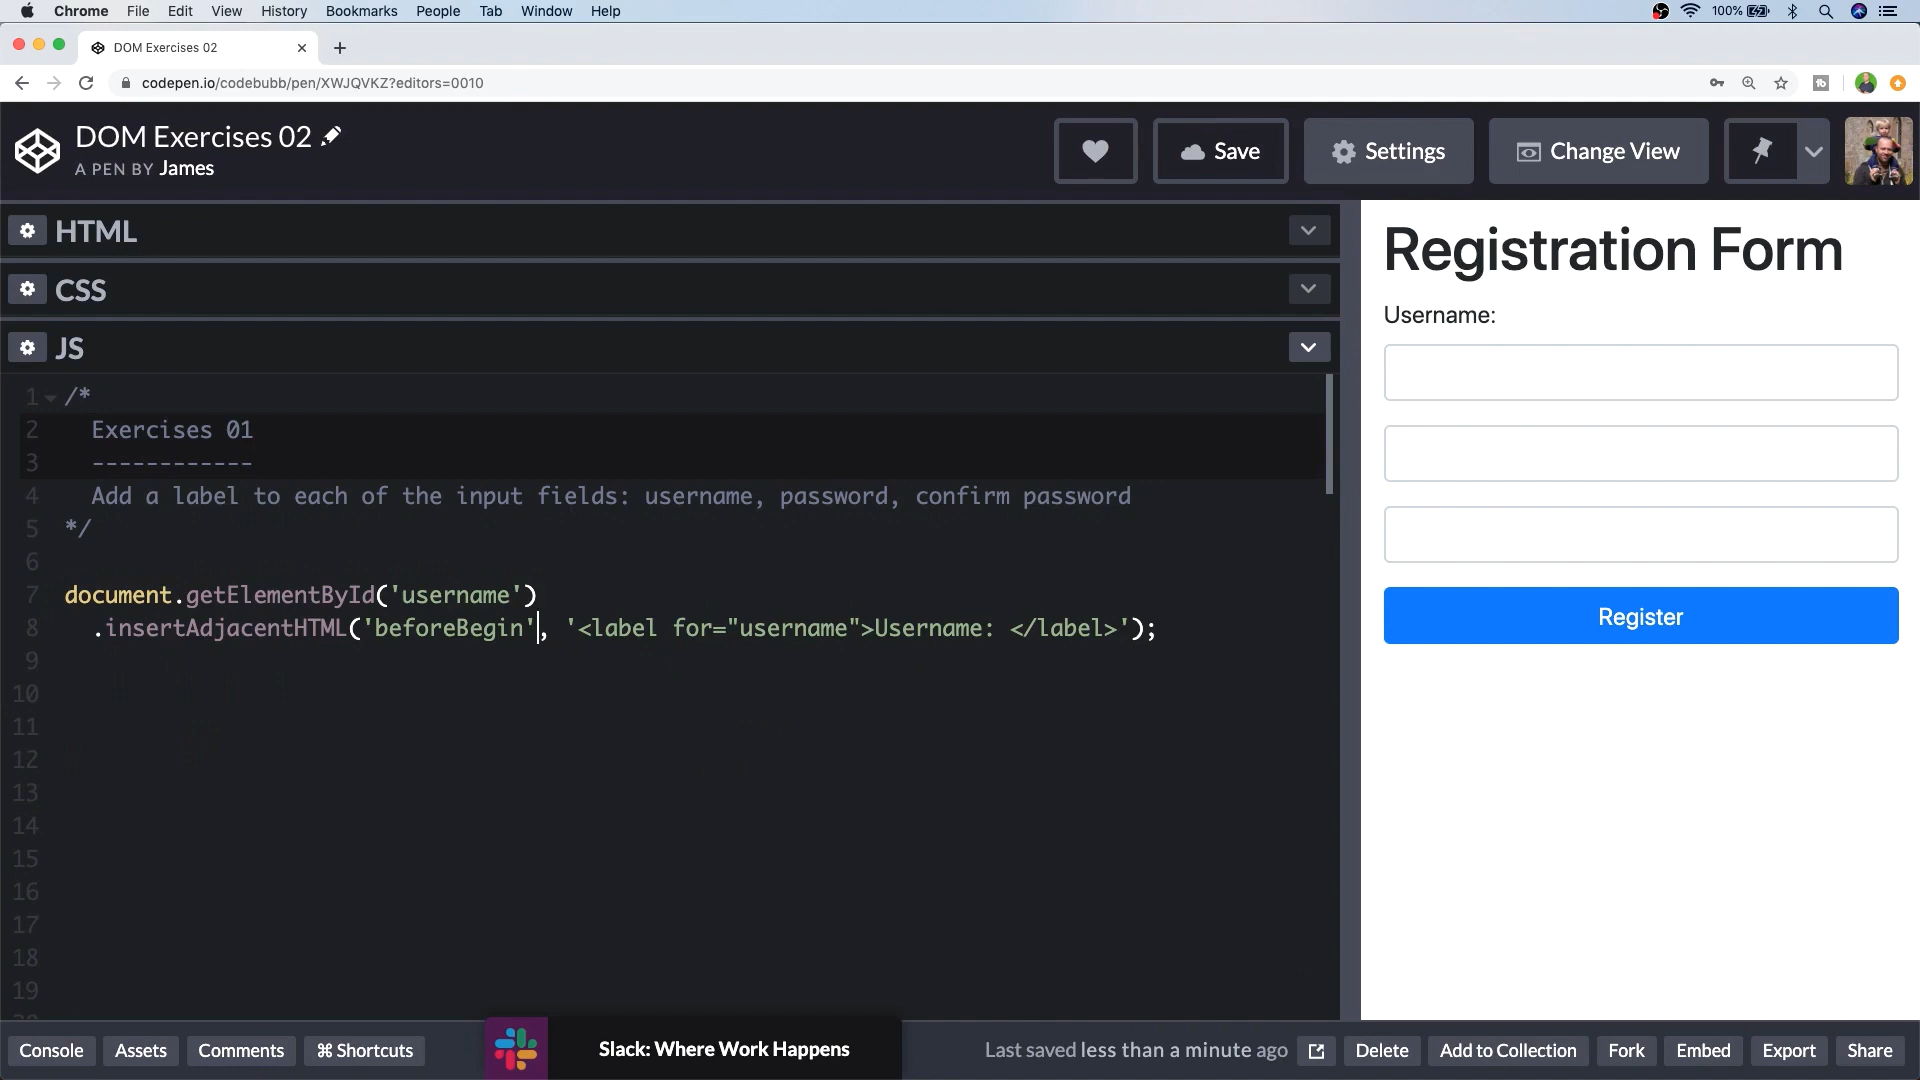 Chrome File Edit View History Bookmarks People Tab Window Help 100%
DOM Exercises 02
codepen.io/codebubb/pen/XWJQVKZ?editors=0010
DOM Exercises 02
A PEN BY James
Save
Settings
Change View
HTML
CSS
JS
1 /*
2 Exercises 01
3 ------------
4 Add a label to each of the input fields: username, password, confirm password
5 */
6
7 document.getElementById('username')
8 .insertAdjacentHTML('beforeBegin', '<label for="username">Username: </label>');
9
10
11
12
13
14
15
16
17
18
19
Registration Form
Username:
Register
Console Assets Comments ⌘ Shortcuts
Slack: Where Work Happens
Last saved less than a minute ago
Delete Add to Collection Fork Embed Export Share